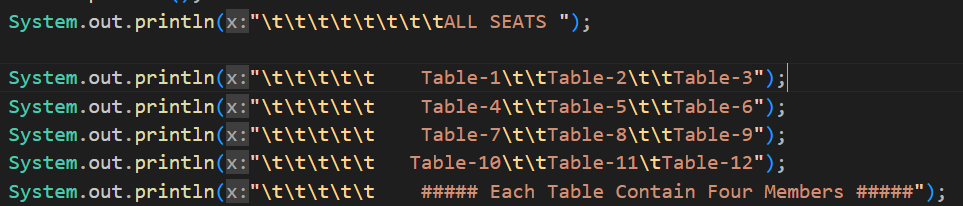 System.out.println(x:"\t\t\t\t\t\t\t\tALL SEATS ");
System.out.println(x:"\t\t\t\t\t    Table-1\t\tTable-2\t\tTable-3");
System.out.println(x:"\t\t\t\t\t    Table-4\t\tTable-5\t\tTable-6");
System.out.println(x:"\t\t\t\t\t    Table-7\t\tTable-8\t\tTable-9");
System.out.println(x:"\t\t\t\t\t   Table-10\t\tTable-11\tTable-12");
System.out.println(x:"\t\t\t\t\t    ##### Each Table Contain Four Members #####");